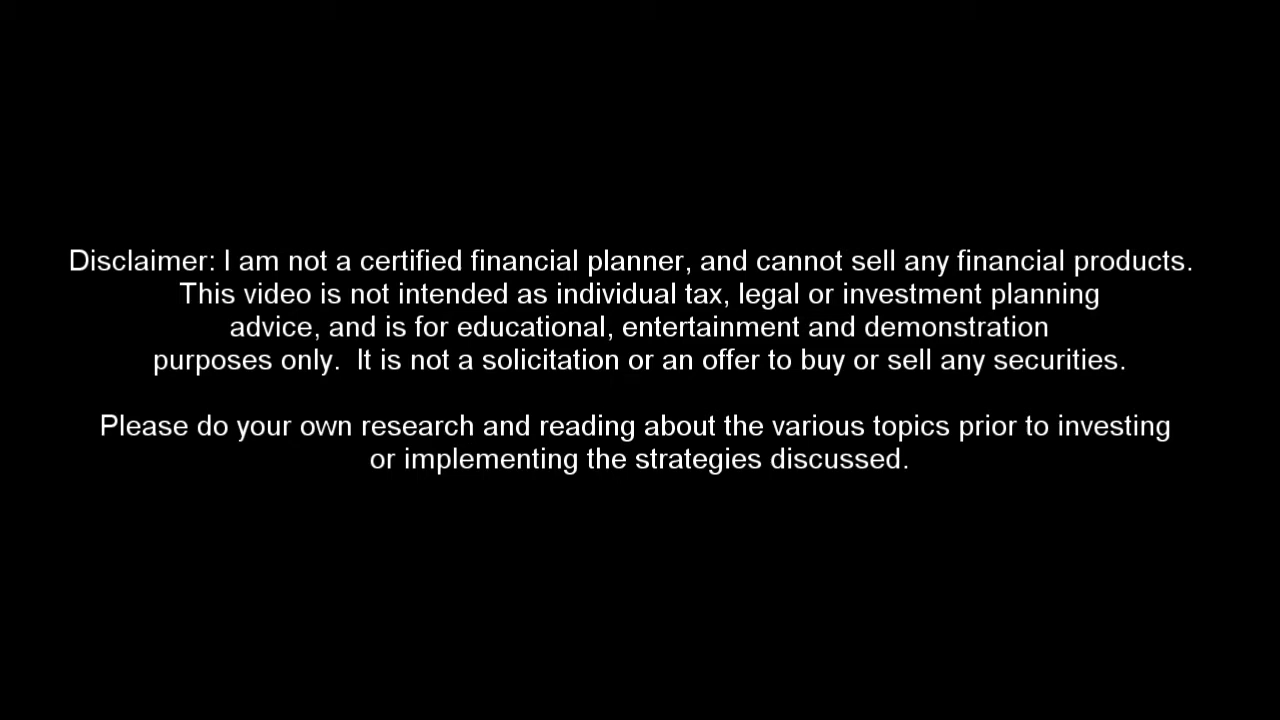 Disclaimer: I am not a certified financial planner, and cannot sell any financial products.
This video is not intended as individual tax, legal or investment planning
advice, and is for educational, entertainment and demonstration
purposes only.  It is not a solicitation or an offer to buy or sell any securities.
Please do your own research and reading about the various topics prior to investing
or implementing the strategies discussed.